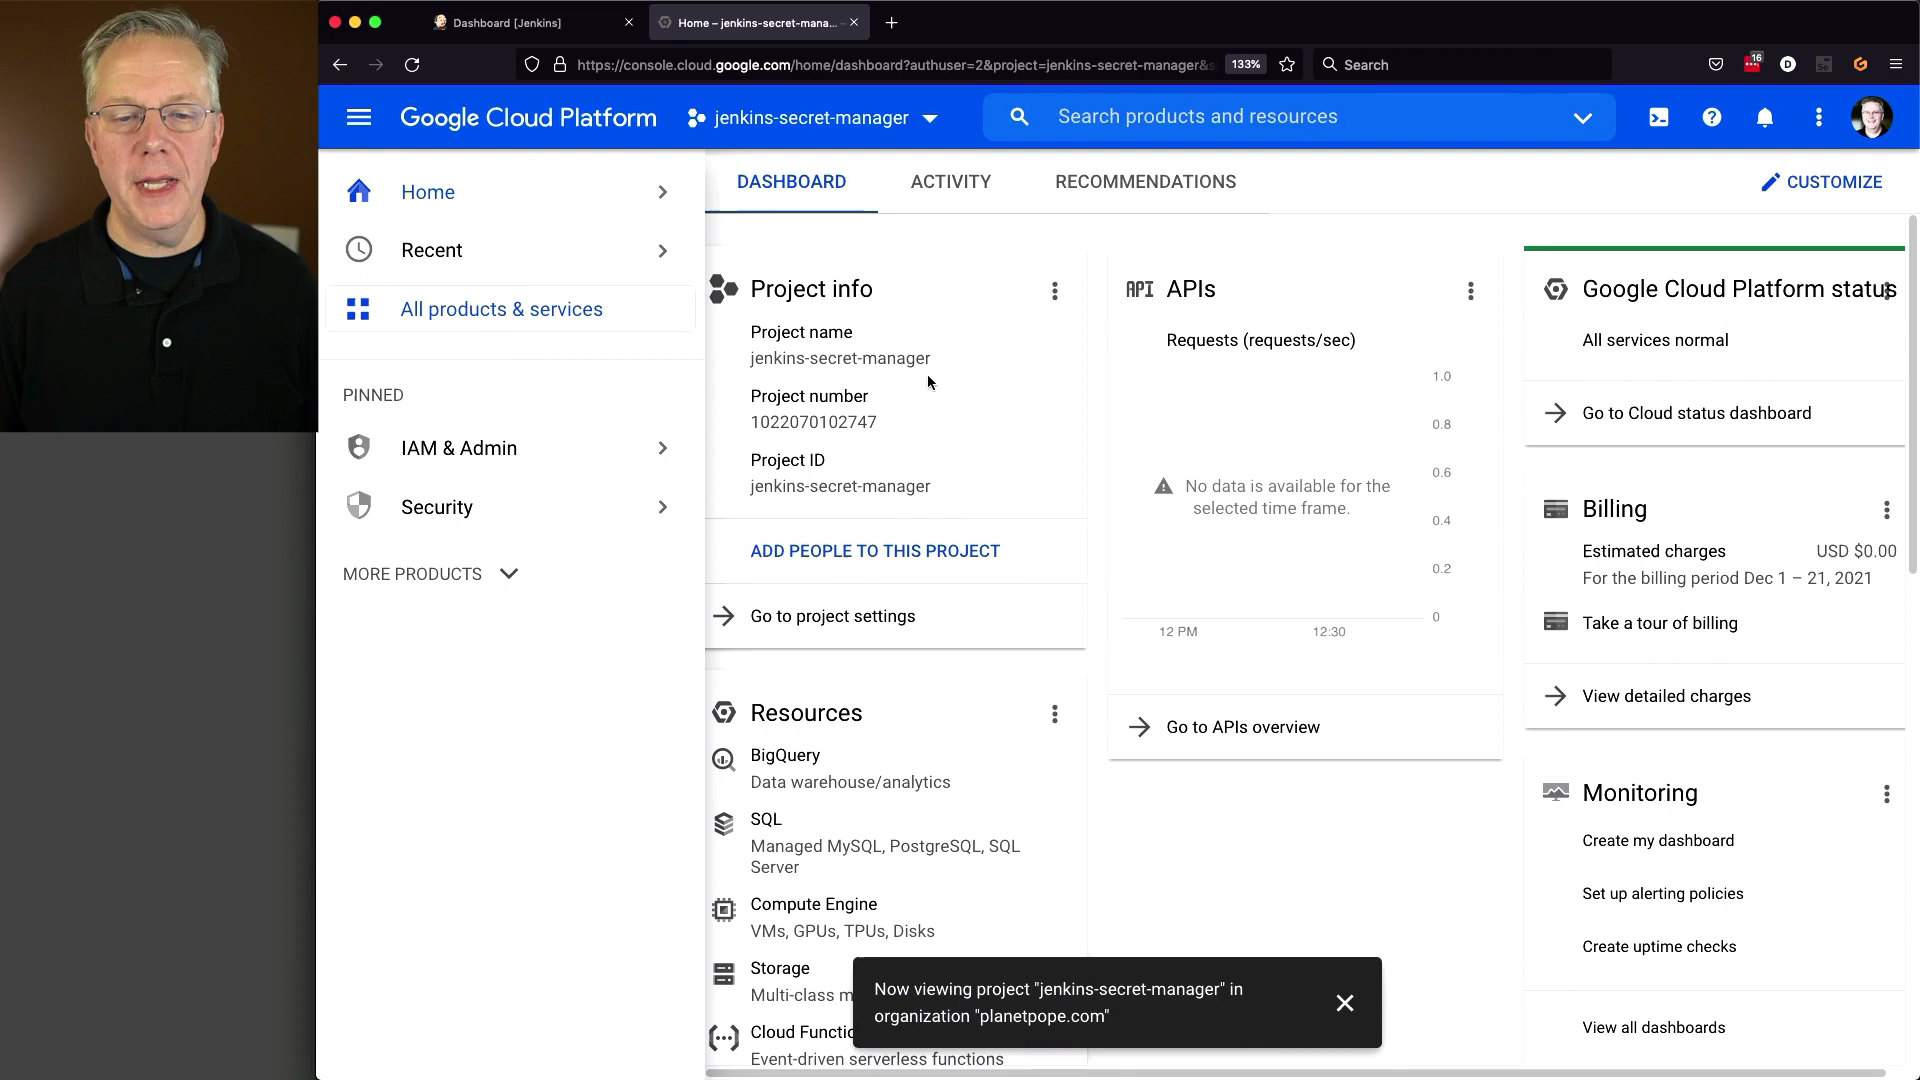 Dashboard [Jenkins]
Home – jenkins-secret-mana...
https://console.cloud.google.com/home/dashboard?authuser=2&project=jenkins-secret-manager&s
133%
Search
16
Google Cloud Platform
jenkins-secret-manager
Search products and resources
Home
Recent
All products & services
PINNED
IAM & Admin
Security
MORE PRODUCTS
DASHBOARD
ACTIVITY
RECOMMENDATIONS
CUSTOMIZE
Project info
Project name
jenkins-secret-manager
Project number
1022070102747
Project ID
jenkins-secret-manager
ADD PEOPLE TO THIS PROJECT
Go to project settings
Resources
BigQuery
Data warehouse/analytics
SQL
Managed MySQL, PostgreSQL, SQL
Server
Compute Engine
VMs, GPUs, TPUs, Disks
Storage
Multi-class m
Cloud Functio
Event-driven serverless functions
API APIs
Requests (requests/sec)
1.0
0.8
0.6
No data is available for the
selected time frame.
0.4
0.2
0
12 PM
12:30
Go to APIs overview
Google Cloud Platform status
All services normal
Go to Cloud status dashboard
Billing
Estimated charges
USD $0.00
For the billing period Dec 1 – 21, 2021
Take a tour of billing
View detailed charges
Monitoring
Create my dashboard
Set up alerting policies
Create uptime checks
View all dashboards
Now viewing project "jenkins-secret-manager" in
organization "planetpope.com"